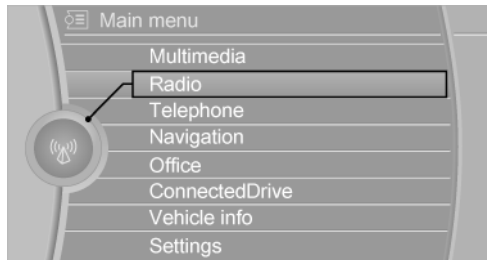 Main menu
Multimedia
Radio
Telephone
Navigation
Office
ConnectedDrive
Vehicle info
Settings